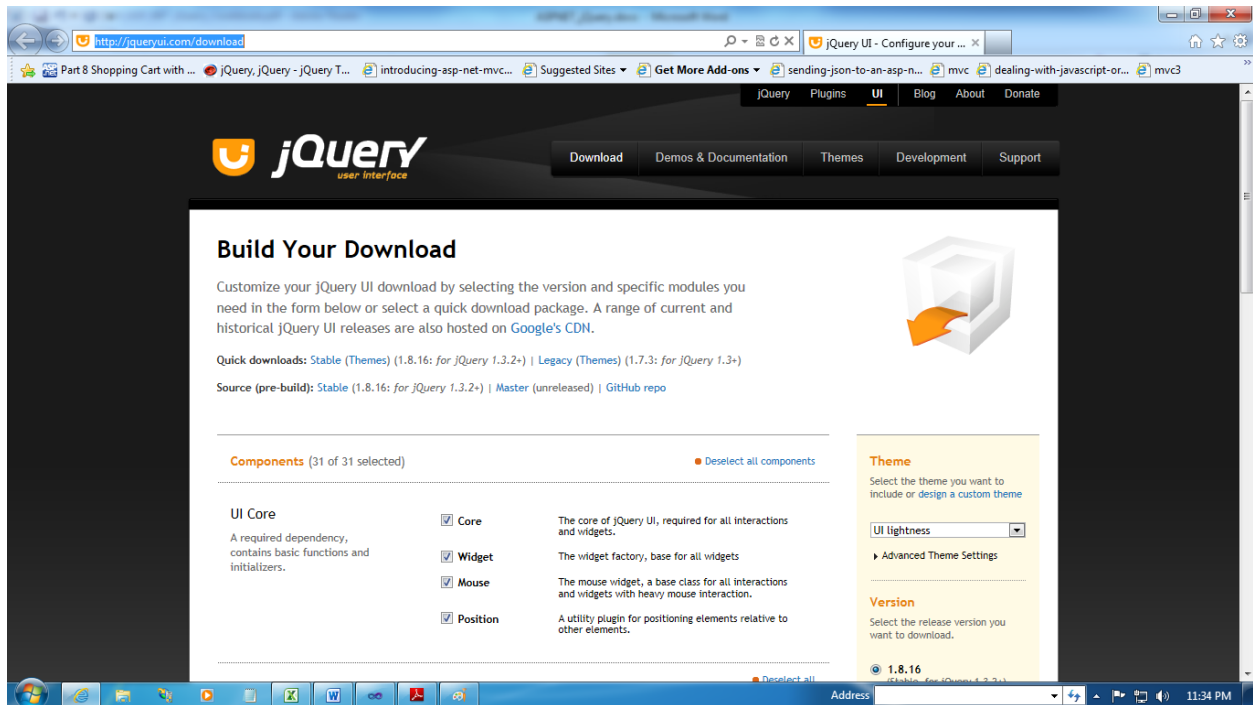 http://jqueryui.com/download
jQuery UI - Configure your ...
Part 8 Shopping Cart with ...
jQuery, jQuery - jQuery T...
introducing-asp-net-mvc...
Suggested Sites
Get More Add-ons
sending-json-to-an-asp-n...
mvc
dealing-with-javascript-or...
mvc3
jQuery Plugins UI Blog About Donate
jQuery
user interface
Download Demos & Documentation Themes Development Support
Build Your Download
Customize your jQuery UI download by selecting the version and specific modules you
need in the form below or select a quick download package. A range of current and
historical jQuery UI releases are also hosted on Google's CDN.
Quick downloads: Stable (Themes) (1.8.16: for jQuery 1.3.2+) | Legacy (Themes) (1.7.3: for jQuery 1.3+)
Source (pre-build): Stable (1.8.16: for jQuery 1.3.2+) | Master (unreleased) | GitHub repo
Components (31 of 31 selected)
Deselect all components
UI Core
A required dependency,
contains basic functions and
initializers.
Core
The core of jQuery UI, required for all interactions
and widgets.
Widget
The widget factory, base for all widgets
Mouse
The mouse widget, a base class for all interactions
and widgets with heavy mouse interaction.
Position
A utility plugin for positioning elements relative to
other elements.
Deselect all
Theme
Select the theme you want to
include or design a custom theme
UI lightness
Advanced Theme Settings
Version
Select the release version you
want to download.
1.8.16
(Stable, for jQuery 1.3.2+)
Address
11:34 PM